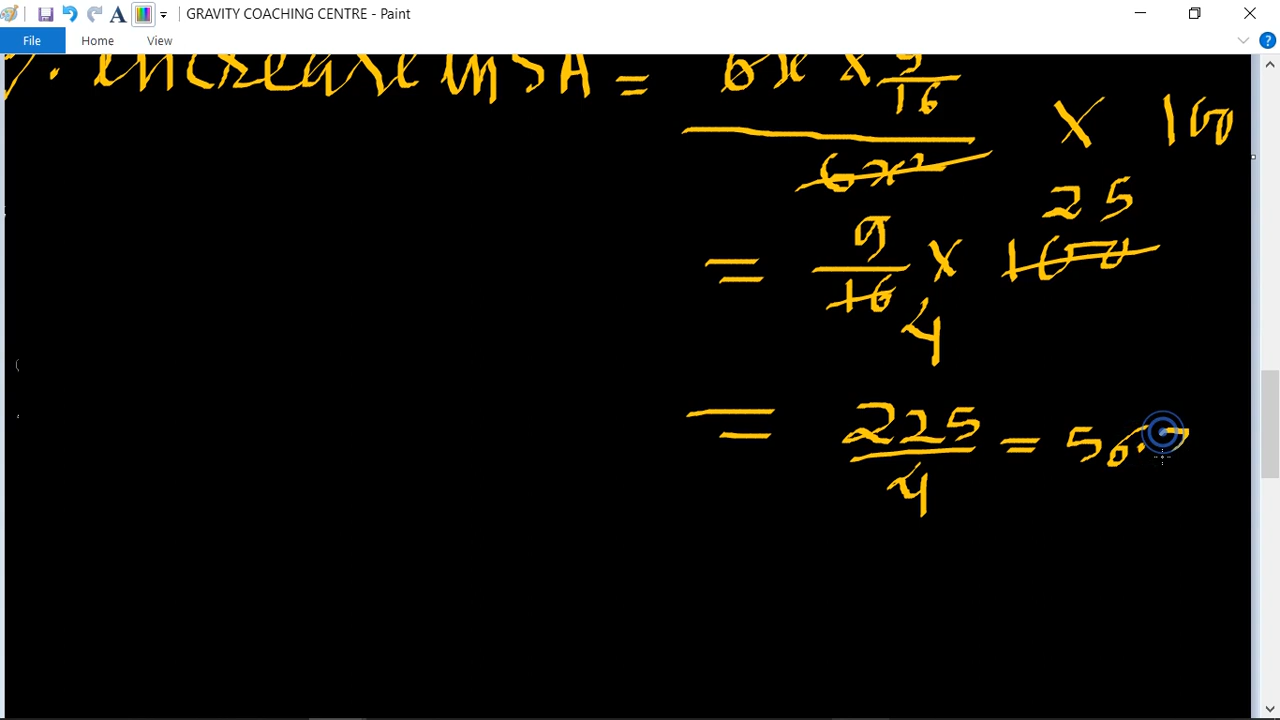 GRAVITY COACHING CENTRE - Paint
File Home View
%. increase in SA = 6x² × 9/16
6x²
× 100
= 9/16 × 100
25
4
= 225/4 = 56.